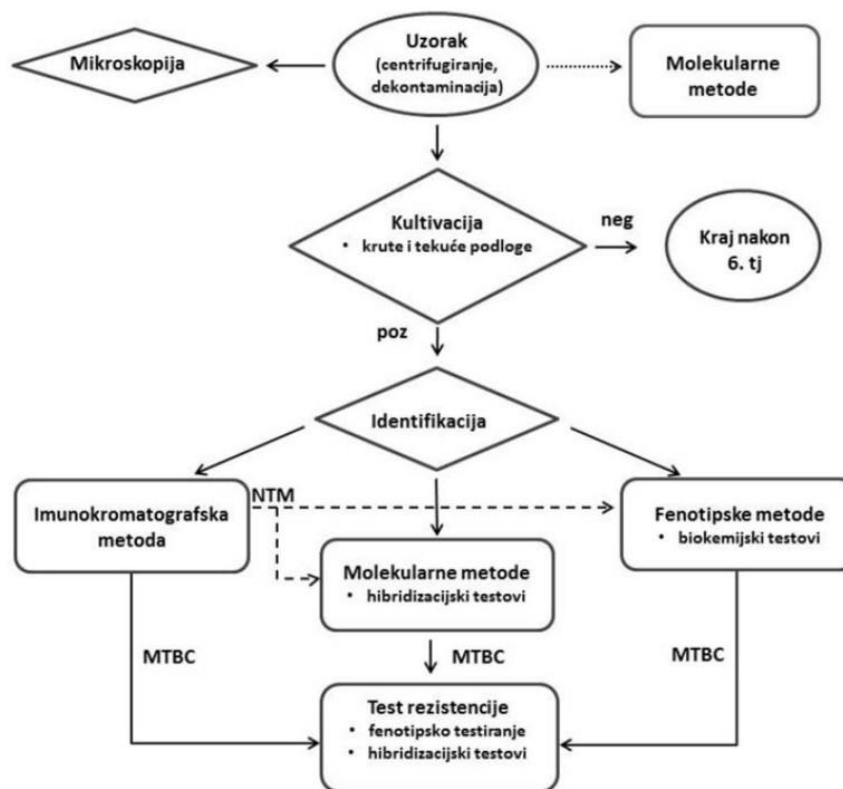 Mikroskopija
Uzorak
(centrifugiranje,
dekontaminacija)
Molekularne
metode
Kultivacija
• krute i tekuće podloge
neg
Kraj nakon
6. tj
poz
Identifikacija
Imunokromatografska
metoda
NTM
Molekularne metode
• hibridizacijski testovi
Fenotipske metode
• biokemijski testovi
MTBC
MTBC
MTBC
Test rezistencije
• fenotipsko testiranje
• hibridizacijski testovi